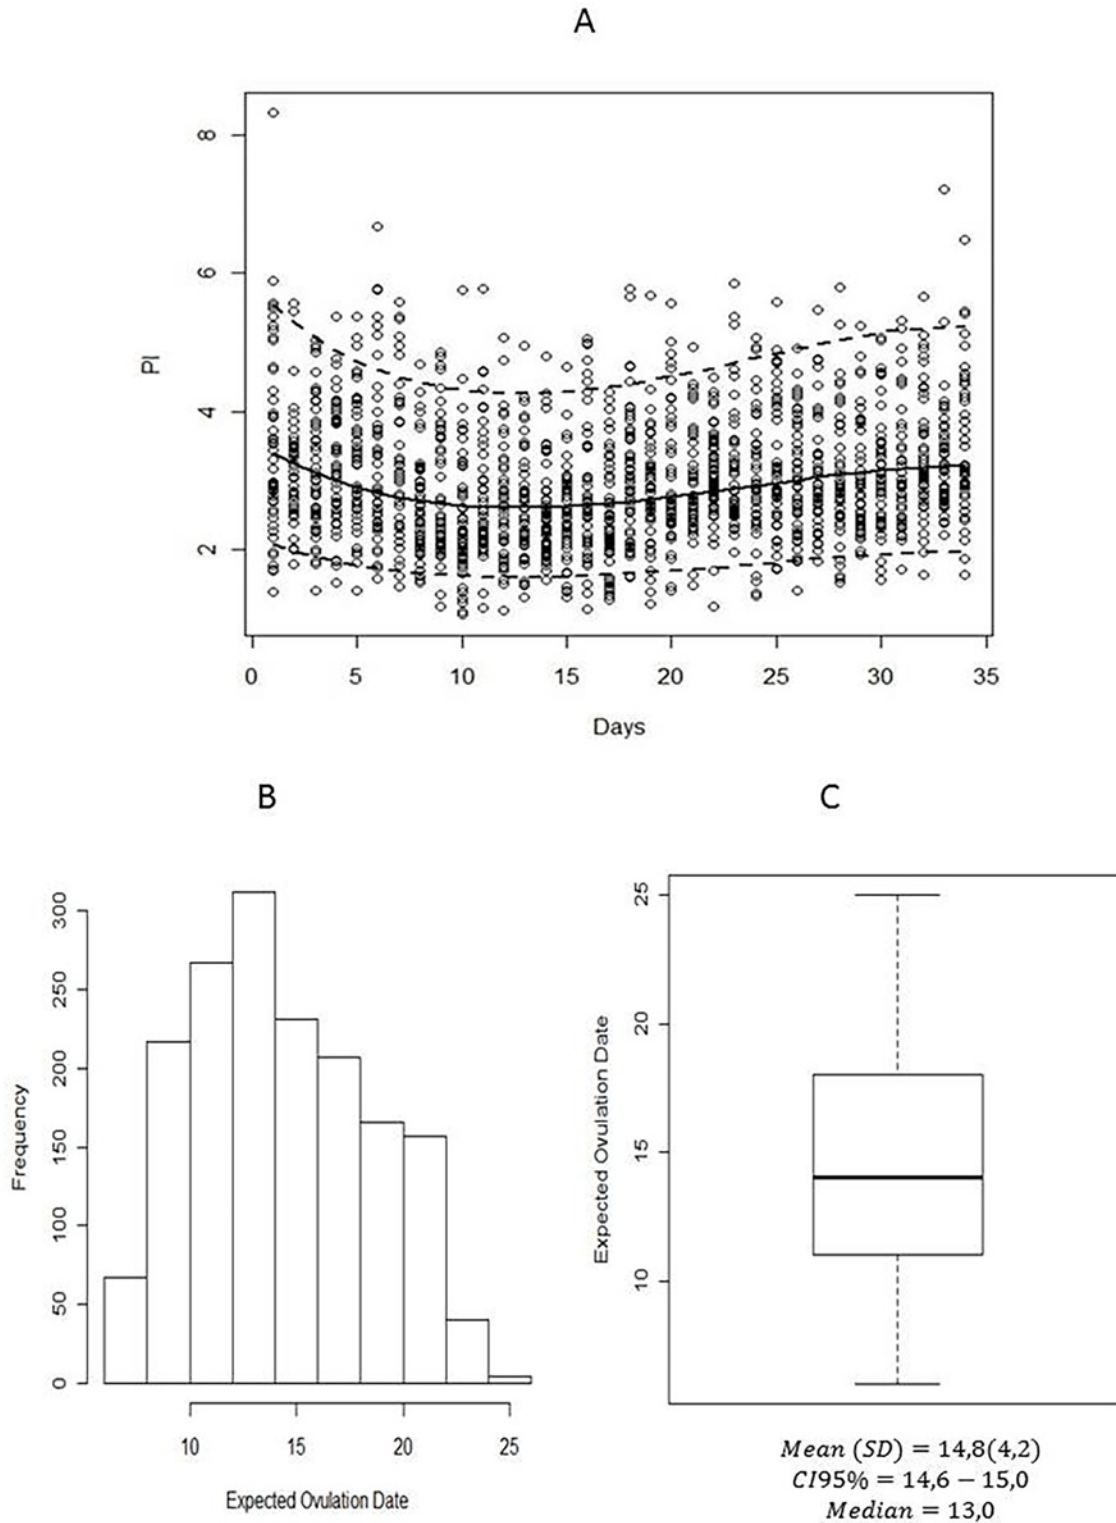 A
8
6
4
2
PI
0 5 10 15 20 25 30 35
Days
B
C
300
250
200
150
100
50
0
Frequency
10 15 20 25
Expected Ovulation Date
25
20
15
10
Expected Ovulation Date
Mean (SD) = 14,8(4,2)
CI95% = 14,6 − 15,0
Median = 13,0